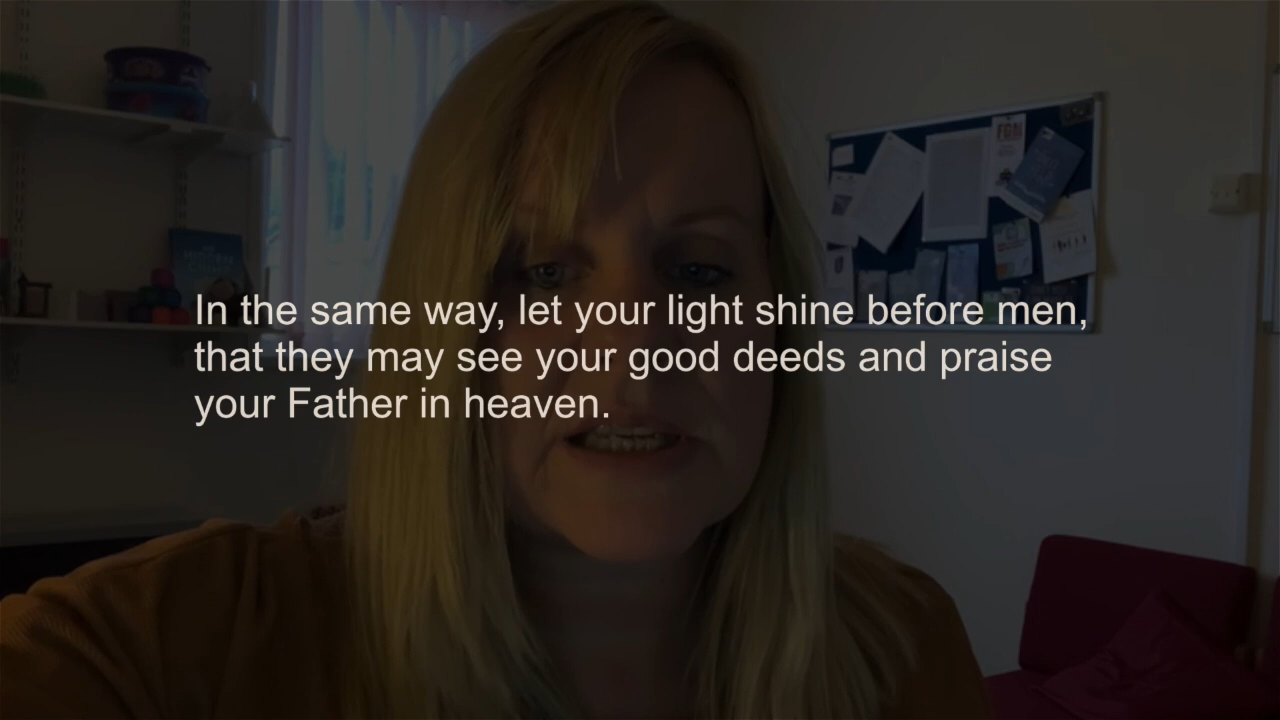 In the same way, let your light shine before men,
that they may see your good deeds and praise
your Father in heaven.